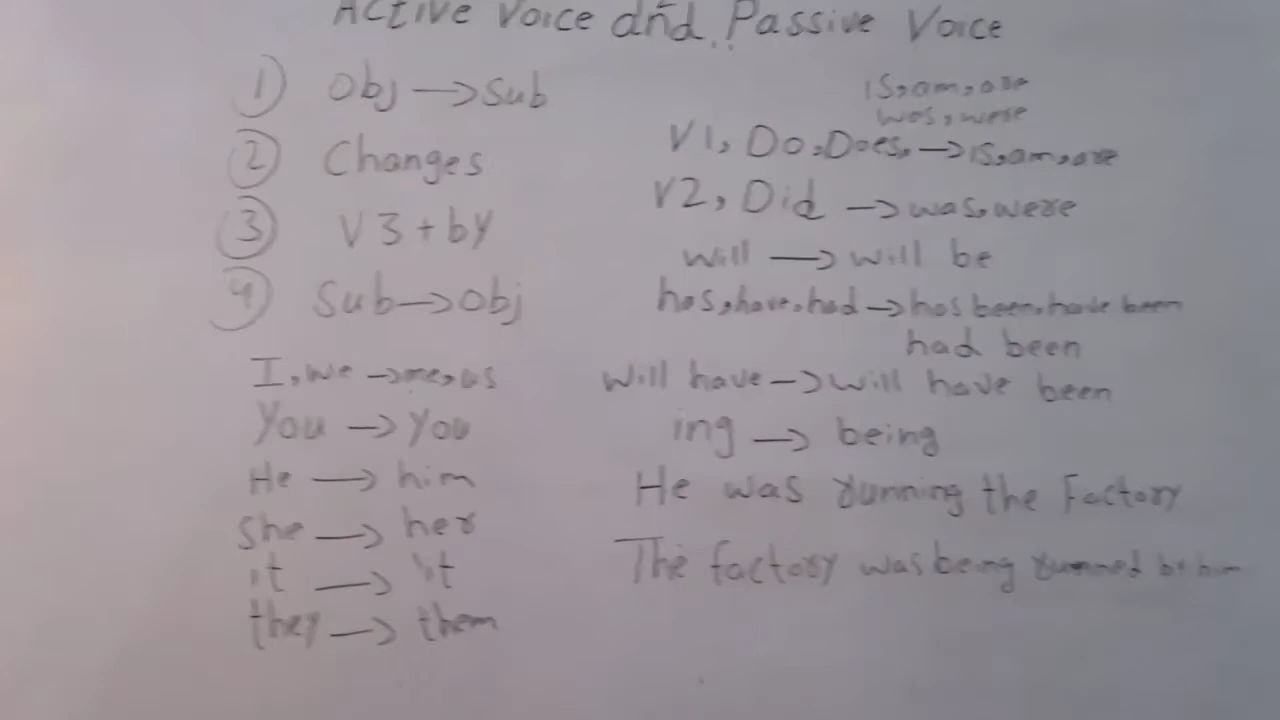 Active Voice and Passive Voice
1) Obj → Sub
2) Changes
3) V3 + by
4) Sub → Obj
I, we → me, us
You → you
He → him
She → her
it → it
they → them
is, am, are
was, were
V1, Do, Does, → is, am, are
V2, Did → was, were
will → will be
has, have, had → has been, have been
had been
Will have → will have been
ing → being
He was running the Factory
The factory was being runned by him